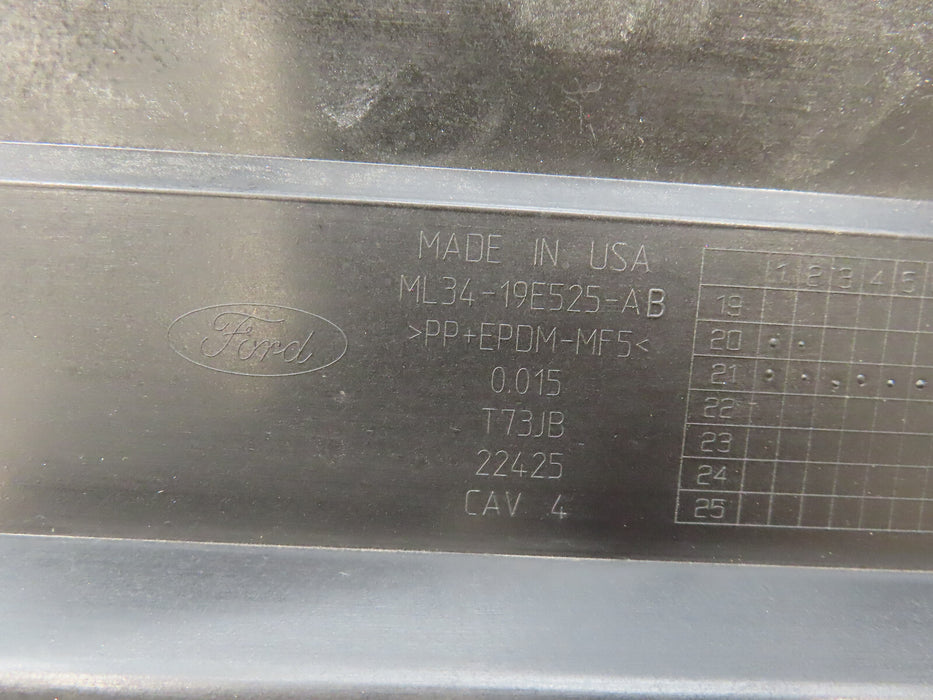 Ford
MADE IN USA
ML34-19E525-AB
>PP+EPDM-MF5<
0.015
T73JB
22425
CAV 4
1 2 3 4 5
19
20
21
22
23
24
25